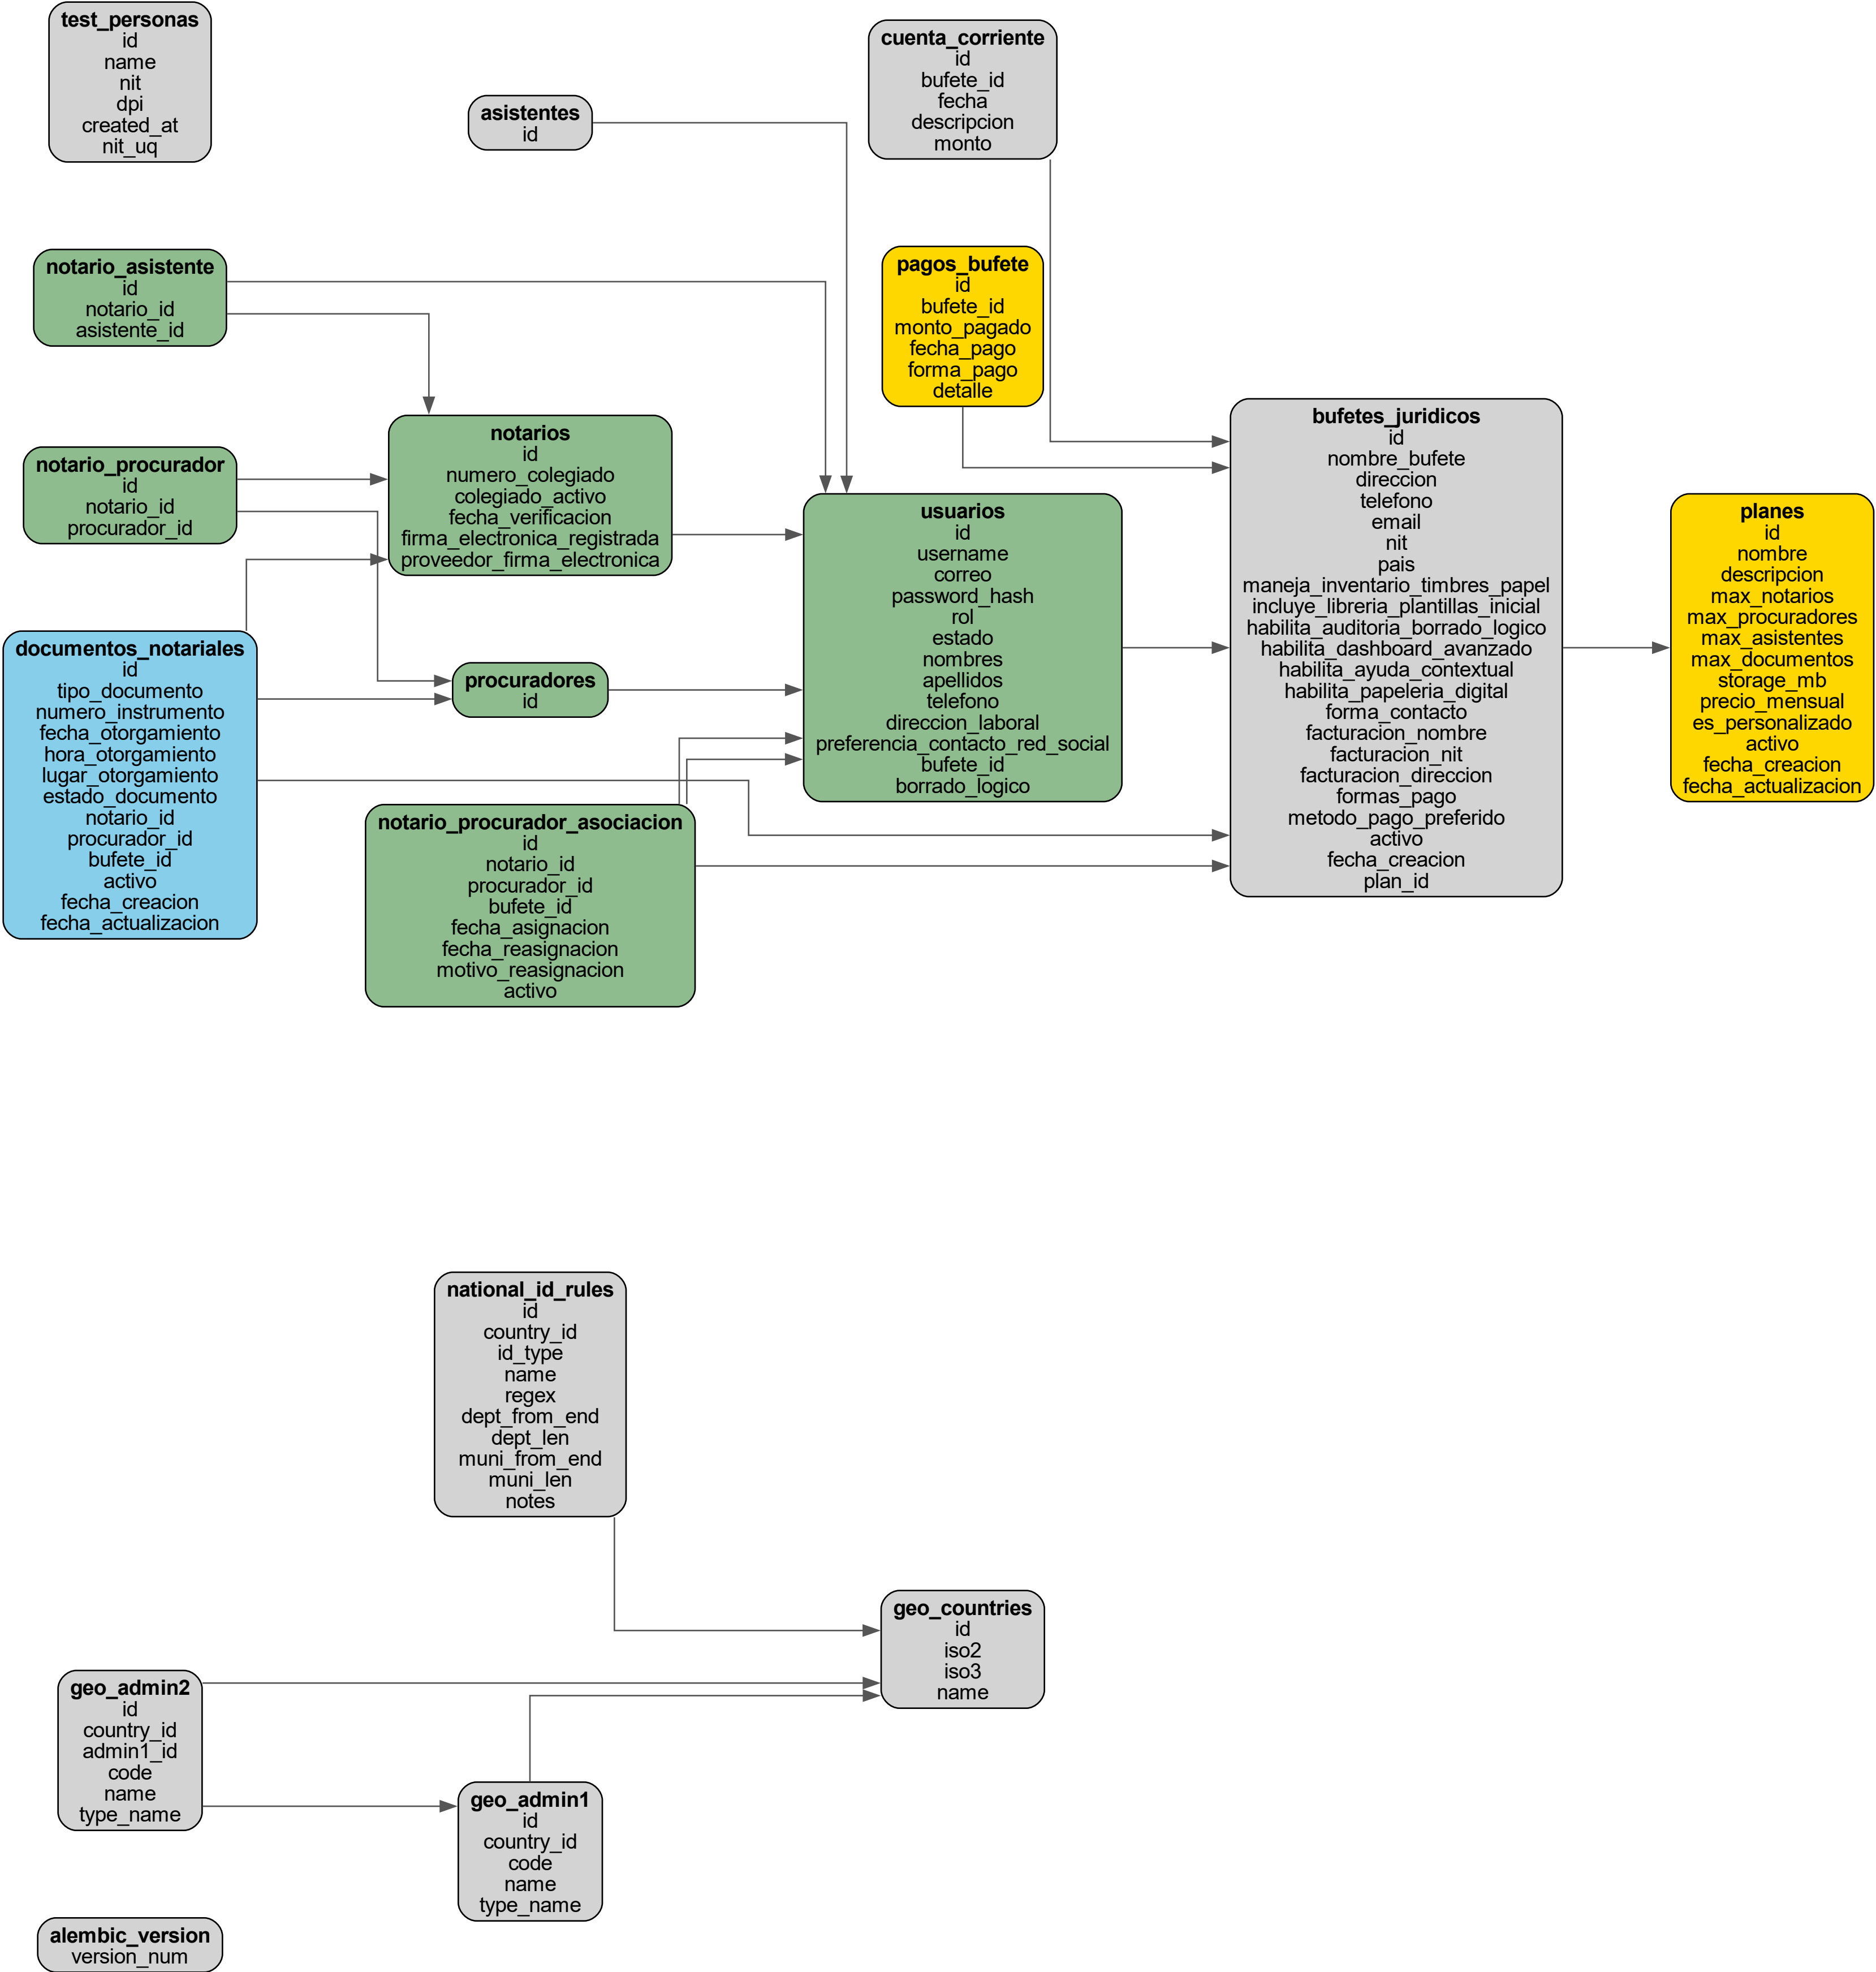 test_personas
id
name
nit
dpi
created_at
nit_uq
asistentes
id
cuenta_corriente
id
bufete_id
fecha
descripcion
monto
notario_asistente
id
notario_id
asistente_id
pagos_bufete
id
bufete_id
monto_pagado
fecha_pago
forma_pago
detalle
notario_procurador
id
notario_id
procurador_id
notarios
id
numero_colegiado
colegiado_activo
fecha_verificacion
firma_electronica_registrada
proveedor_firma_electronica
usuarios
id
username
correo
password_hash
rol
estado
nombres
apellidos
telefono
direccion_laboral
preferencia_contacto_red_social
bufete_id
borrado_logico
bufetes_juridicos
id
nombre_bufete
direccion
telefono
email
nit
pais
maneja_inventario_timbres_papel
incluye_libreria_plantillas_inicial
habilita_auditoria_borrado_logico
habilita_dashboard_avanzado
habilita_ayuda_contextual
habilita_papeleria_digital
forma_contacto
facturacion_nombre
facturacion_nit
facturacion_direccion
formas_pago
metodo_pago_preferido
activo
fecha_creacion
plan_id
planes
id
nombre
descripcion
max_notarios
max_procuradores
max_asistentes
max_documentos
storage_mb
precio_mensual
es_personalizado
activo
fecha_creacion
fecha_actualizacion
documentos_notariales
id
tipo_documento
numero_instrumento
fecha_otorgamiento
hora_otorgamiento
lugar_otorgamiento
estado_documento
notario_id
procurador_id
bufete_id
activo
fecha_creacion
fecha_actualizacion
procuradores
id
notario_procurador_asociacion
id
notario_id
procurador_id
bufete_id
fecha_asignacion
fecha_reasignacion
motivo_reasignacion
activo
national_id_rules
id
country_id
id_type
name
regex
dept_from_end
dept_len
muni_from_end
muni_len
notes
geo_countries
id
iso2
iso3
name
geo_admin2
id
country_id
admin1_id
code
name
type_name
geo_admin1
id
country_id
code
name
type_name
alembic_version
version_num